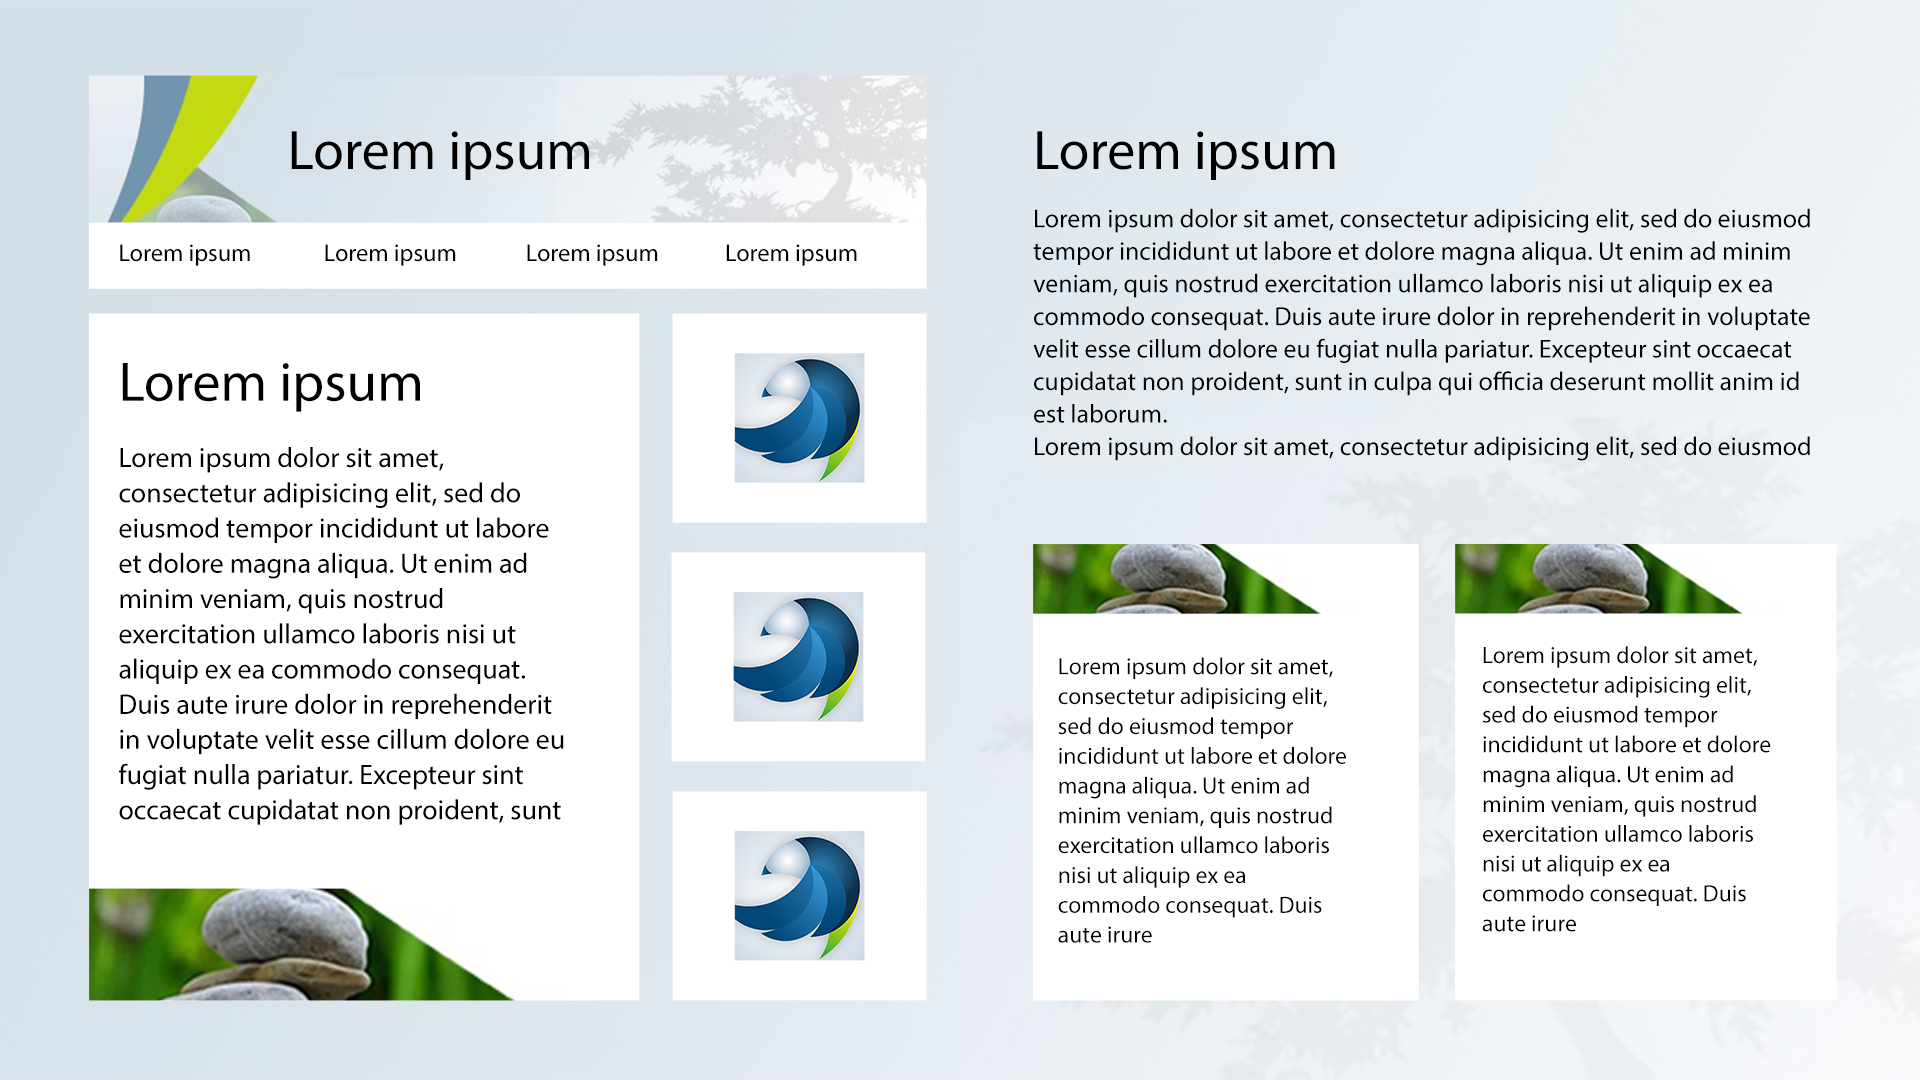 Lorem ipsum
Lorem ipsum
Lorem ipsum
Lorem ipsum
Lorem ipsum
Lorem ipsum
Lorem ipsum dolor sit amet,
consectetur adipisicing elit, sed do
eiusmod tempor incididunt ut labore
et dolore magna aliqua. Ut enim ad
minim veniam, quis nostrud
exercitation ullamco laboris nisi ut
aliquip ex ea commodo consequat.
Duis aute irure dolor in reprehenderit
in voluptate velit esse cillum dolore eu
fugiat nulla pariatur. Excepteur sint
occaecat cupidatat non proident, sunt
Lorem ipsum
Lorem ipsum dolor sit amet, consectetur adipisicing elit, sed do eiusmod
tempor incididunt ut labore et dolore magna aliqua. Ut enim ad minim
veniam, quis nostrud exercitation ullamco laboris nisi ut aliquip ex ea
commodo consequat. Duis aute irure dolor in reprehenderit in voluptate
velit esse cillum dolore eu fugiat nulla pariatur. Excepteur sint occaecat
cupidatat non proident, sunt in culpa qui officia deserunt mollit anim id
est laborum.
Lorem ipsum dolor sit amet, consectetur adipisicing elit, sed do eiusmod
Lorem ipsum dolor sit amet,
consectetur adipisicing elit,
sed do eiusmod tempor
incididunt ut labore et dolore
magna aliqua. Ut enim ad
minim veniam, quis nostrud
exercitation ullamco laboris
nisi ut aliquip ex ea
commodo consequat. Duis
aute irure
Lorem ipsum dolor sit amet,
consectetur adipisicing elit,
sed do eiusmod tempor
incididunt ut labore et dolore
magna aliqua. Ut enim ad
minim veniam, quis nostrud
exercitation ullamco laboris
nisi ut aliquip ex ea
commodo consequat. Duis
aute irure